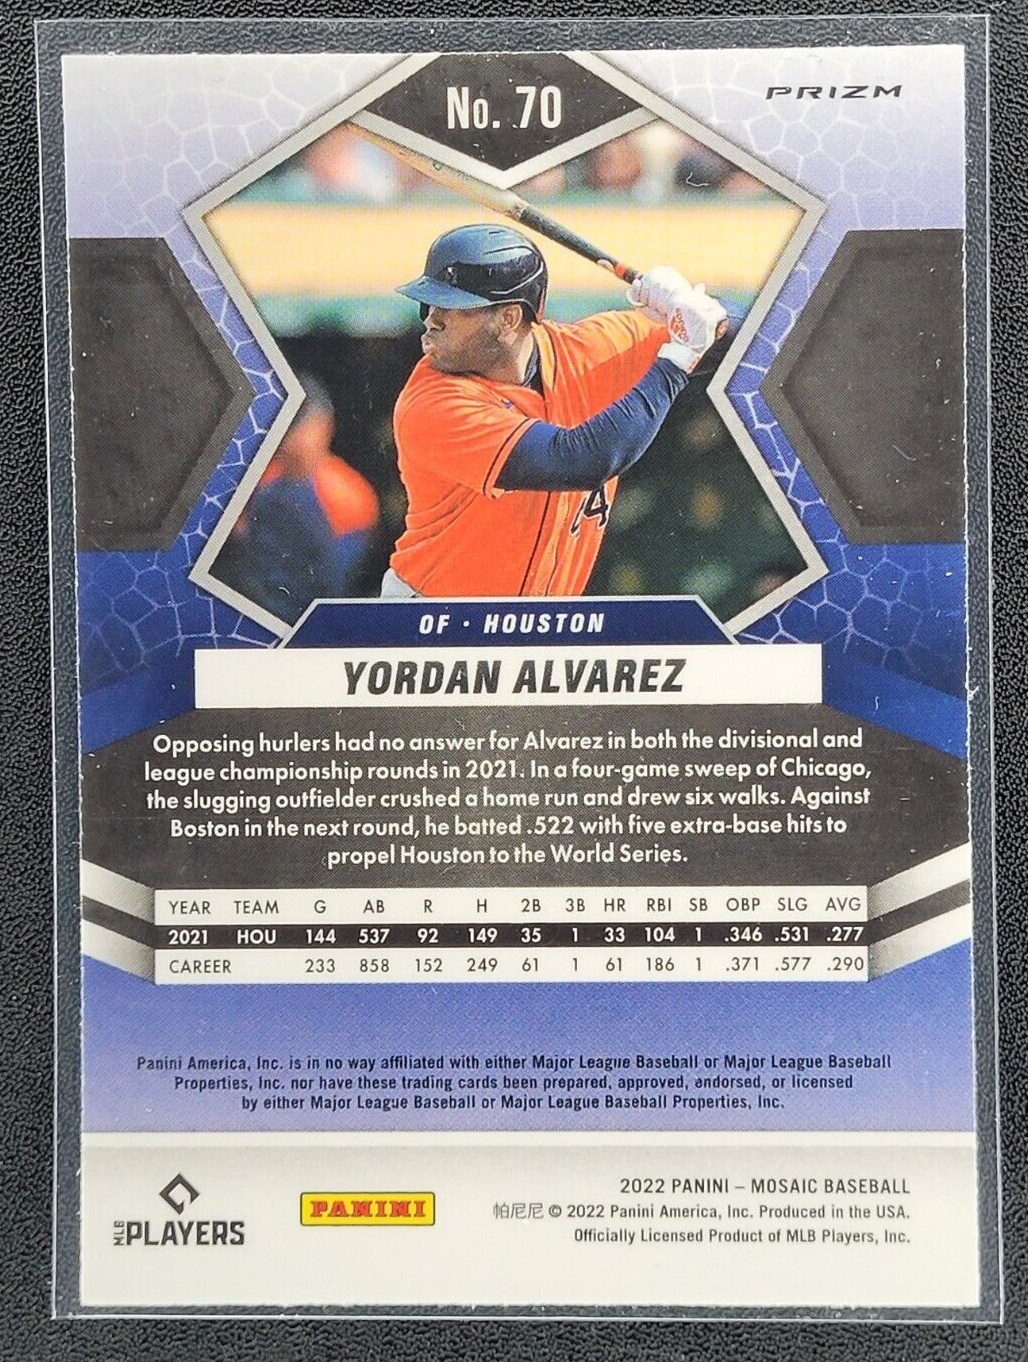 No. 70
PRIZM
4
OF · HOUSTON
YORDAN ALVAREZ
Opposing hurlers had no answer for Alvarez in both the divisional and
league championship rounds in 2021. In a four-game sweep of Chicago,
the slugging outfielder crushed a home run and drew six walks. Against
Boston in the next round, he batted .522 with five extra-base hits to
propel Houston to the World Series.
YEAR TEAM G AB R H 2B 3B HR RBI SB OBP SLG AVG
2021 HOU 144 537 92 149 35 1 33 104 1 .346 .531 .277
CAREER 233 858 152 249 61 1 61 186 1 .371 .577 .290
Panini America, Inc. is in no way affiliated with either Major League Baseball or Major League Baseball
Properties, Inc. nor have these trading cards been prepared, approved, endorsed, or licensed
by either Major League Baseball or Major League Baseball Properties, Inc.
MLB PLAYERS
PANINI
2022 PANINI – MOSAIC BASEBALL
帕尼尼 © 2022 Panini America, Inc. Produced in the USA.
Officially Licensed Product of MLB Players, Inc.